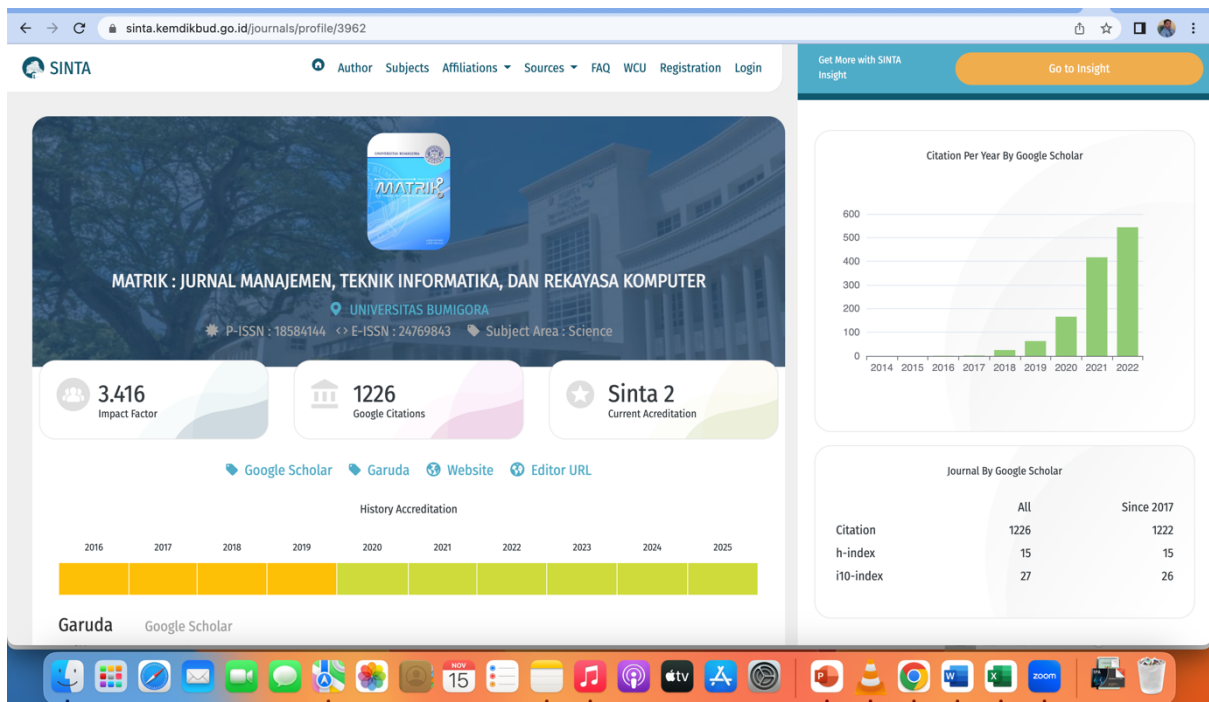 sinta.kemdikbud.go.id/journals/profile/3962
SINTA
Author Subjects Affiliations Sources FAQ WCU Registration Login
Get More with SINTA
Insight
Go to Insight
UNIVERSITAS BUMIGORA
MATRIK
MATRIK : JURNAL MANAJEMEN, TEKNIK INFORMATIKA, DAN REKAYASA KOMPUTER
UNIVERSITAS BUMIGORA
P-ISSN : 18584144 <> E-ISSN : 24769843 Subject Area : Science
3.416
Impact Factor
1226
Google Citations
Sinta 2
Current Acreditation
Google Scholar Garuda Website Editor URL
History Accreditation
2016 2017 2018 2019 2020 2021 2022 2023 2024 2025
Garuda Google Scholar
Citation Per Year By Google Scholar
600
500
400
300
200
100
0
2014 2015 2016 2017 2018 2019 2020 2021 2022
Journal By Google Scholar
All Since 2017
Citation 1226 1222
h-index 15 15
i10-index 27 26
NOV
15
tv
P
W
X
zoom